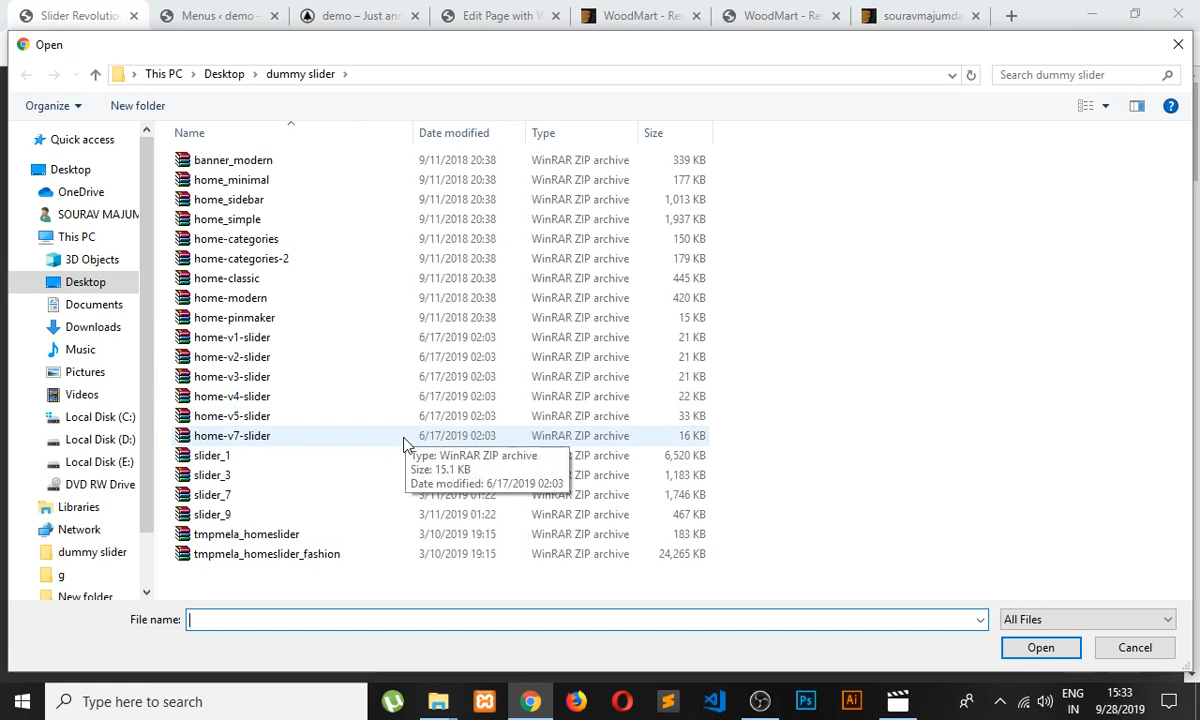 Slider Revolutio
Menus ‹ demo –
demo – Just and
Edit Page with W
WoodMart - Re
WoodMart - Re
souravmajumd
Open
This PC > Desktop > dummy slider >
Search dummy slider
Organize
New folder
Name Date modified Type Size
banner_modern 9/11/2018 20:38 WinRAR ZIP archive 339 KB
home_minimal 9/11/2018 20:38 WinRAR ZIP archive 177 KB
home_sidebar 9/11/2018 20:38 WinRAR ZIP archive 1,013 KB
home_simple 9/11/2018 20:38 WinRAR ZIP archive 1,937 KB
home-categories 9/11/2018 20:38 WinRAR ZIP archive 150 KB
home-categories-2 9/11/2018 20:38 WinRAR ZIP archive 179 KB
home-classic 9/11/2018 20:38 WinRAR ZIP archive 445 KB
home-modern 9/11/2018 20:38 WinRAR ZIP archive 420 KB
home-pinmaker 9/11/2018 20:38 WinRAR ZIP archive 15 KB
home-v1-slider 6/17/2019 02:03 WinRAR ZIP archive 21 KB
home-v2-slider 6/17/2019 02:03 WinRAR ZIP archive 21 KB
home-v3-slider 6/17/2019 02:03 WinRAR ZIP archive 21 KB
home-v4-slider 6/17/2019 02:03 WinRAR ZIP archive 22 KB
home-v5-slider 6/17/2019 02:03 WinRAR ZIP archive 33 KB
home-v7-slider 6/17/2019 02:03 WinRAR ZIP archive 16 KB
slider_1 6,520 KB
slider_3 1,183 KB
slider_7 3/11/2019 01:22 WinRAR ZIP archive 1,746 KB
slider_9 3/11/2019 01:22 WinRAR ZIP archive 467 KB
tmpmela_homeslider 3/10/2019 19:15 WinRAR ZIP archive 183 KB
tmpmela_homeslider_fashion 3/10/2019 19:15 WinRAR ZIP archive 24,265 KB
Type: WinRAR ZIP archive
Size: 15.1 KB
Date modified: 6/17/2019 02:03
Quick access
Desktop
OneDrive
SOURAV MAJUM
This PC
3D Objects
Desktop
Documents
Downloads
Music
Pictures
Videos
Local Disk (C:)
Local Disk (D:)
Local Disk (E:)
DVD RW Drive
Libraries
Network
dummy slider
g
New folder
File name:
All Files
Open
Cancel
Type here to search
Ps
Ai
ENG
IN
15:33
9/28/2019